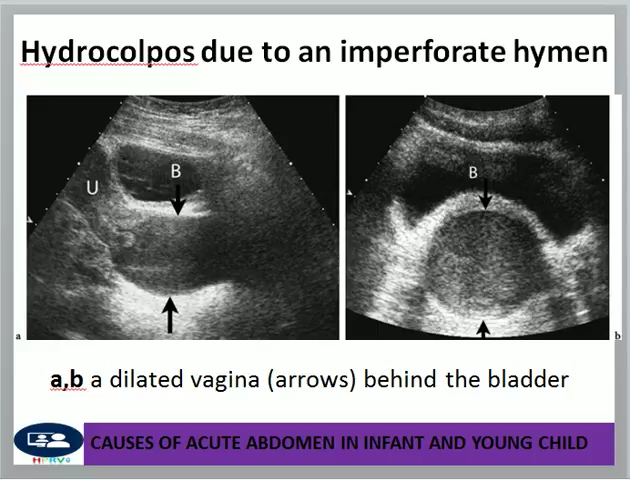 Hydrocolpos due to an imperforate hymen
U
B
B
a
b
a,b a dilated vagina (arrows) behind the bladder
CAUSES OF ACUTE ABDOMEN IN INFANT AND YOUNG CHILD